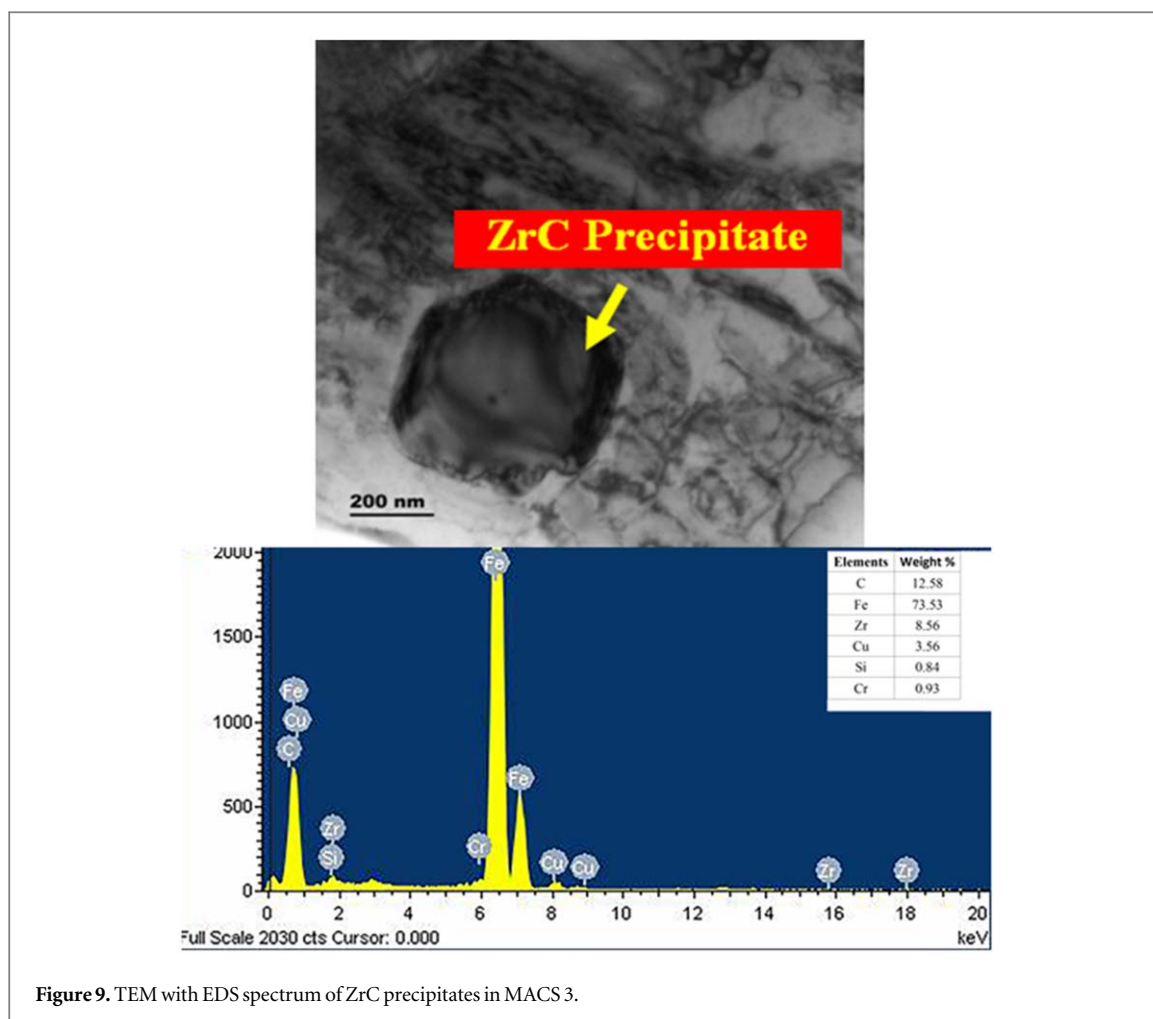 ZrC Precipitate
200 nm
2000
Elements Weight %
C 12.58
Fe 73.53
Zr 8.56
Cu 3.56
Si 0.84
Cr 0.93
Fe
1500
Fe
1000
Cu
C
Fe
500
Zr
Si
Cr
Cu
Cu
Zr
Zr
0
0 2 4 6 8 10 12 14 16 18 20
Full Scale 2030 cts Cursor: 0.000 keV
Figure 9. TEM with EDS spectrum of ZrC precipitates in MACS 3.